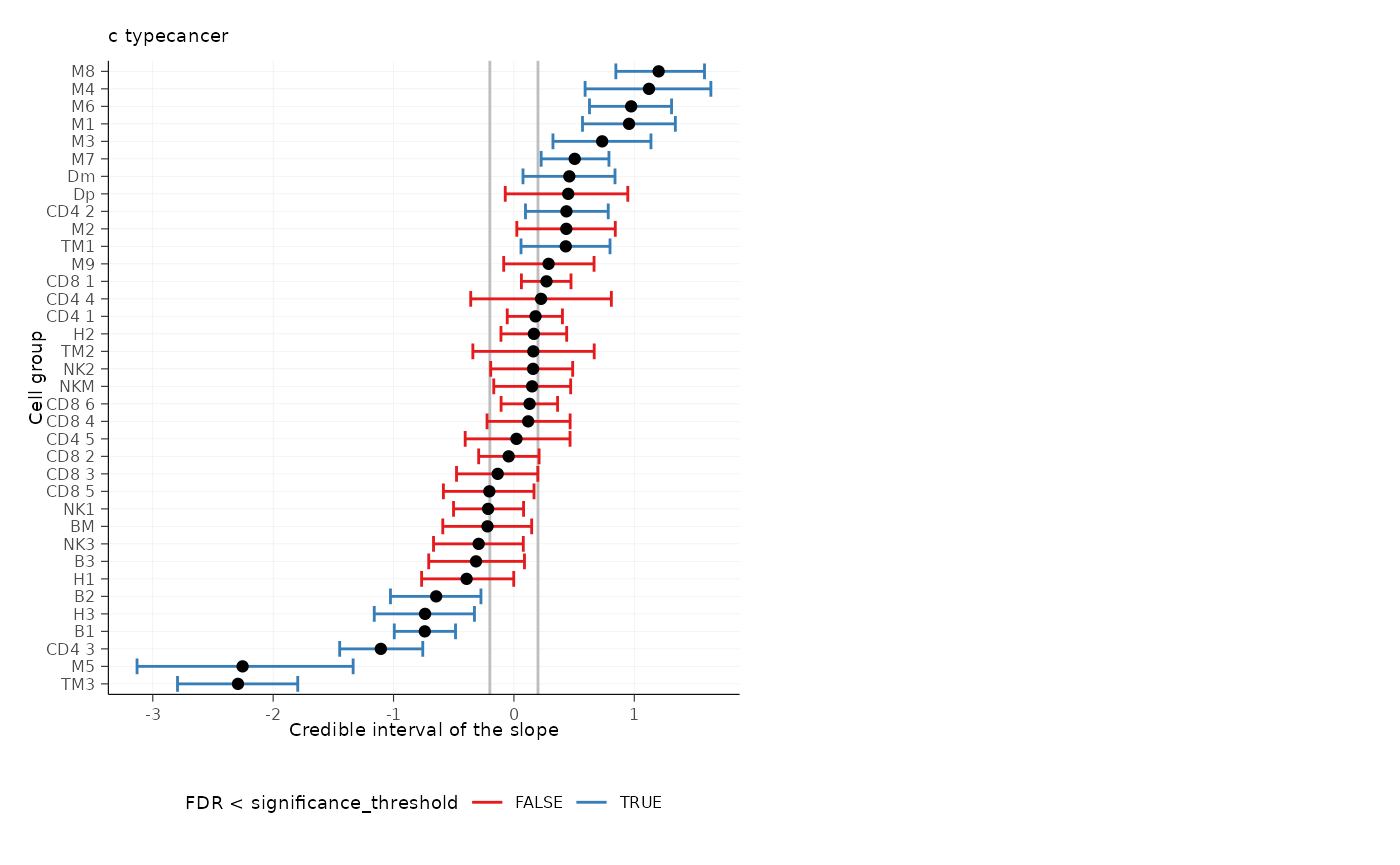 c typecancer
M8
M4
M6
M1
M3
M7
Dm
Dp
CD4 2
M2
TM1
M9
CD8 1
CD4 4
CD4 1
H2
TM2
NK2
NKM
CD8 6
CD8 4
CD4 5
CD8 2
CD8 3
CD8 5
NK1
BM
NK3
B3
H1
B2
H3
B1
CD4 3
M5
TM3
Cell group
-3 -2 -1 0 1
Credible interval of the slope
FDR < significance_threshold FALSE TRUE